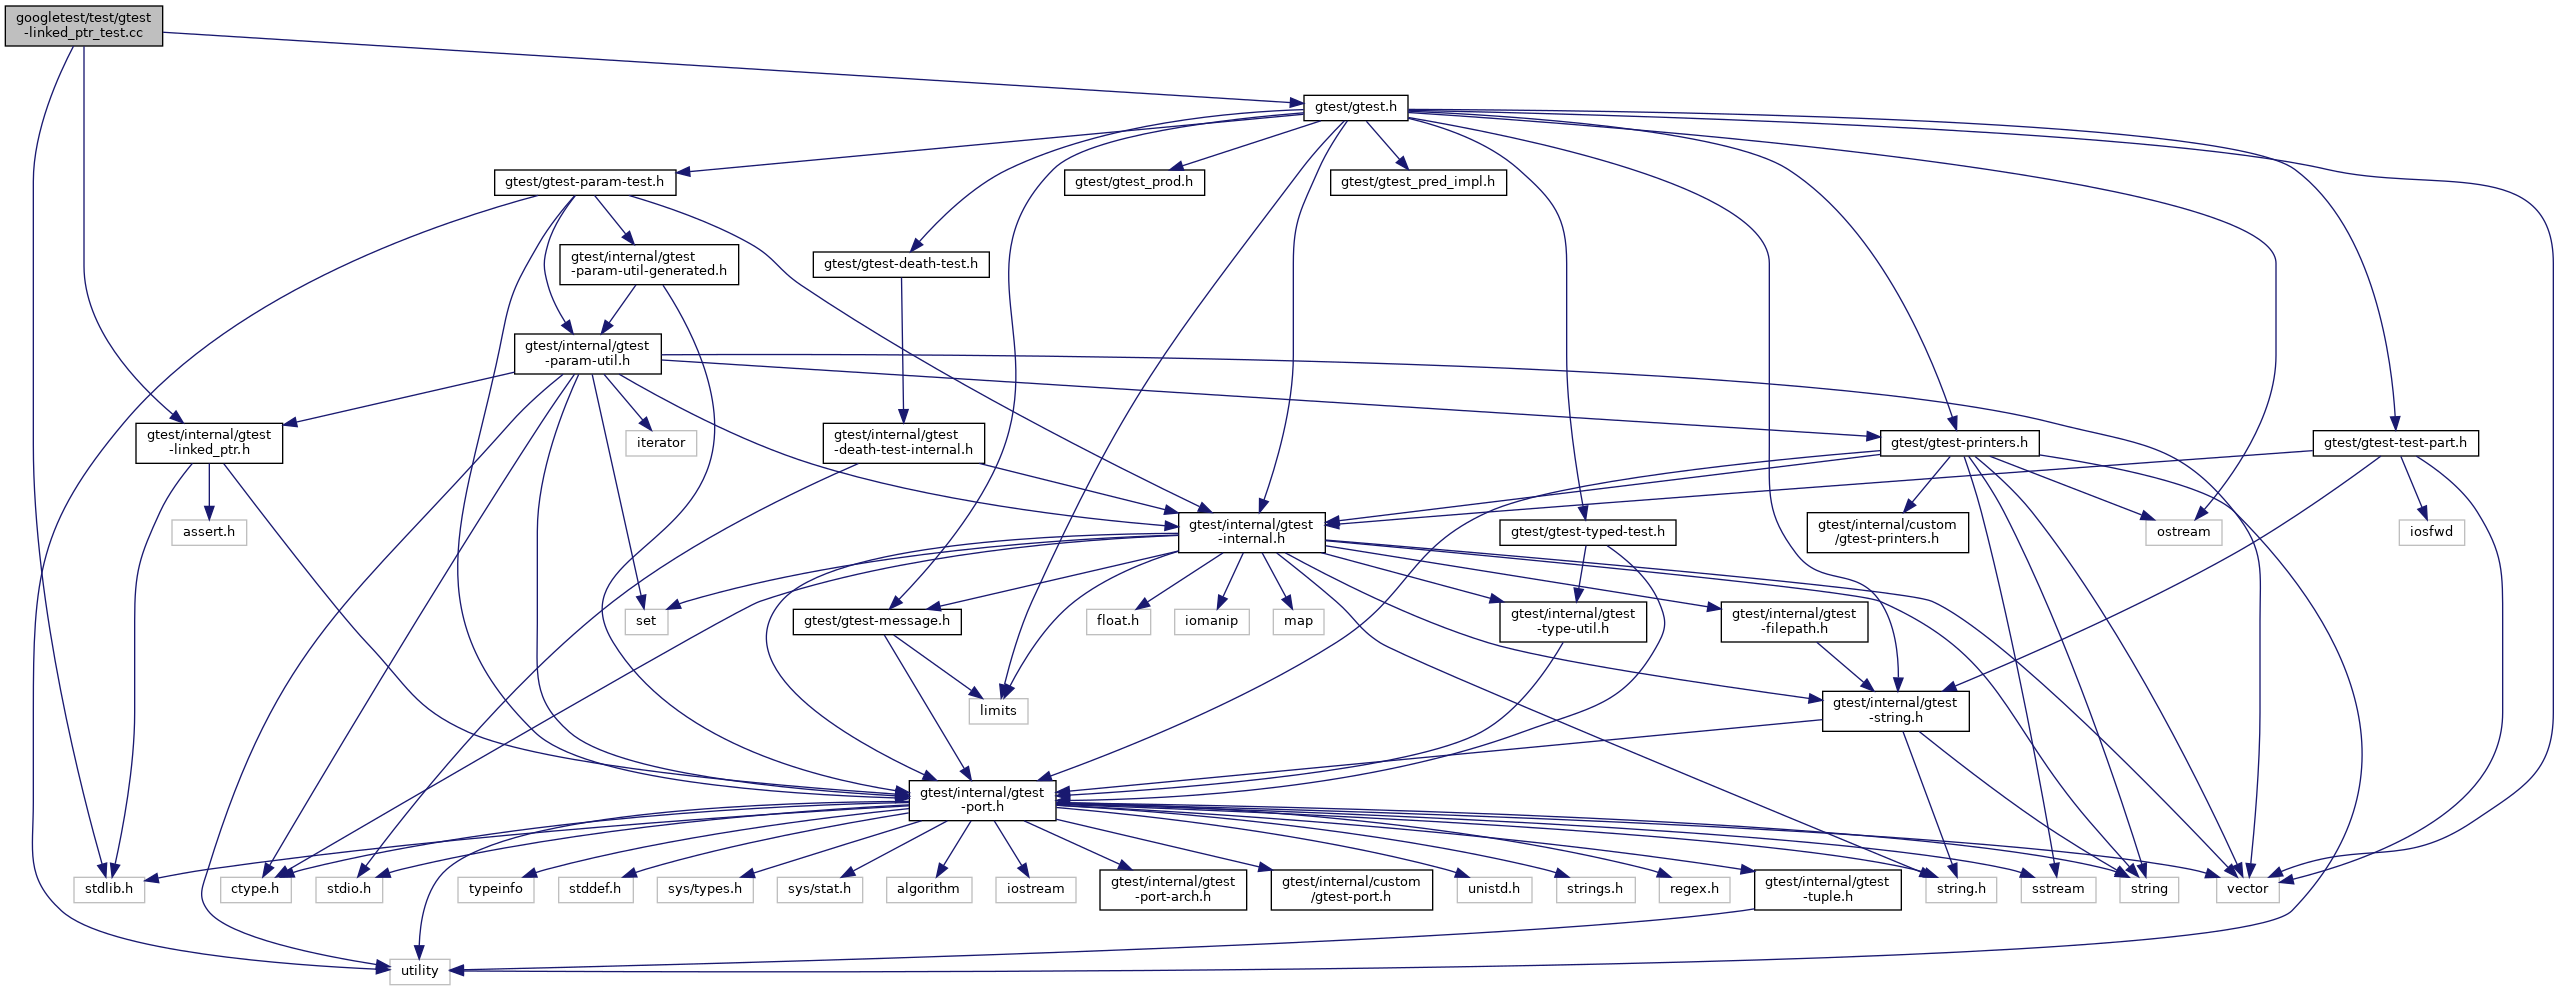 googletest/test/gtest
-linked_ptr_test.cc
gtest/gtest.h
gtest/gtest-param-test.h
gtest/gtest_prod.h
gtest/gtest_pred_impl.h
gtest/internal/gtest
-param-util-generated.h
gtest/gtest-death-test.h
gtest/internal/gtest
-param-util.h
gtest/internal/gtest
-linked_ptr.h
iterator
gtest/internal/gtest
-death-test-internal.h
gtest/gtest-printers.h
gtest/gtest-test-part.h
assert.h
gtest/internal/gtest
-internal.h
gtest/gtest-typed-test.h
gtest/internal/custom
/gtest-printers.h
ostream
iosfwd
set
gtest/gtest-message.h
float.h
iomanip
map
gtest/internal/gtest
-type-util.h
gtest/internal/gtest
-filepath.h
limits
gtest/internal/gtest
-string.h
gtest/internal/gtest
-port.h
stdlib.h
ctype.h
stdio.h
typeinfo
stddef.h
sys/types.h
sys/stat.h
algorithm
iostream
gtest/internal/gtest
-port-arch.h
gtest/internal/custom
/gtest-port.h
unistd.h
strings.h
regex.h
gtest/internal/gtest
-tuple.h
string.h
sstream
string
vector
utility